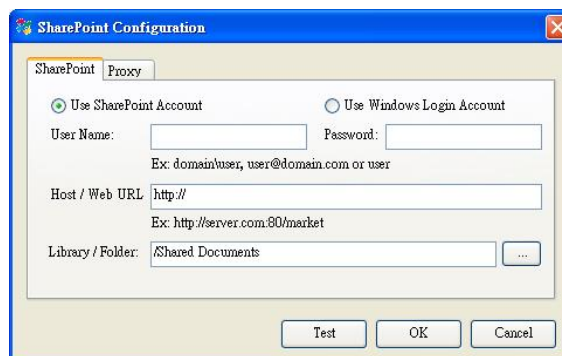 SharePoint Configuration
SharePoint Proxy
Use SharePoint Account Use Windows Login Account
User Name: Password:
Ex: domain\user, user@domain.com or user
Host / Web URL http://
Ex: http://server.com:80/market
Library / Folder: /Shared Documents ...
Test OK Cancel